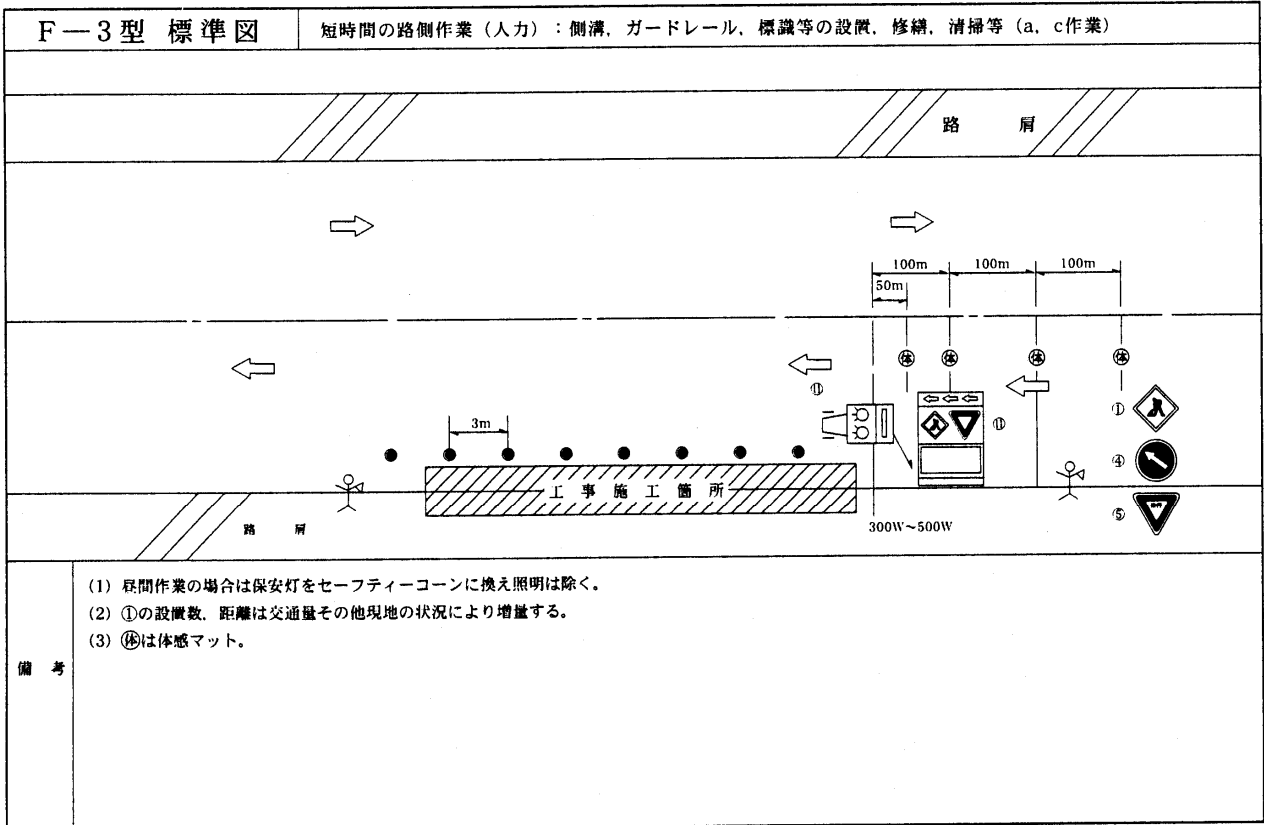 F－3型 標準図
短時間の路側作業（人力）：側溝，ガードレール，標識等の設置，修繕，清掃等（a，c作業）
路 肩
100m 100m 100m
50m
体 体 体 体
⑪
①
3m
⑪
④
工事施工箇所
⑤
路 肩
300W～500W
備 考
(1) 昼間作業の場合は保安灯をセーフティーコーンに換え照明は除く。
(2) ①の設置数，距離は交通量その他現地の状況により増量する。
(3) 体は体感マット。